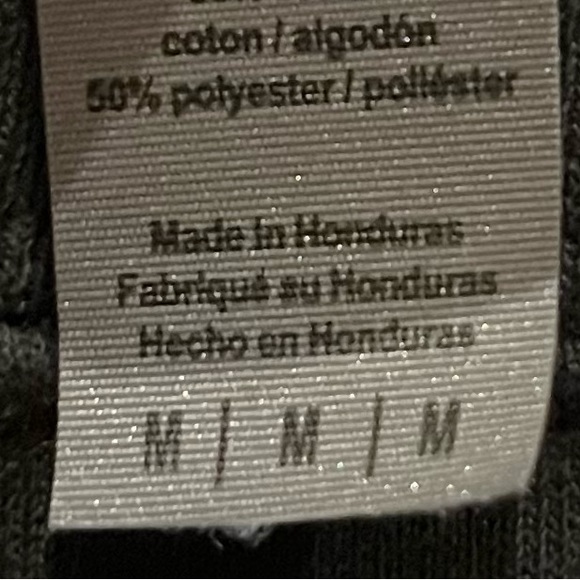 coton / algodón
50% polyester / poliéster
Made in Honduras
Fabriqué au Honduras
Hecho en Honduras
M / M / M